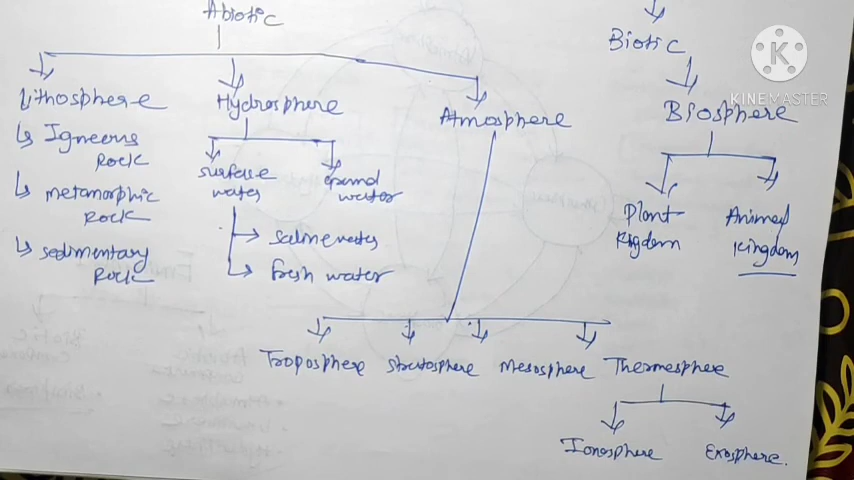 Abiotic
Biotic
K
KINEMASTER
Lithosphere
Hydrosphere
Atmosphere
Biosphere
Igneous
Rock
metamorphic
Rock
sedimentary
Rock
surface
water
Ground
water
saline water
fresh water
Plant
Kigdom
Animal
Kingdom
Troposphere
Stratosphere
Mesosphere
Thermosphere
Ionosphere
Exosphere.